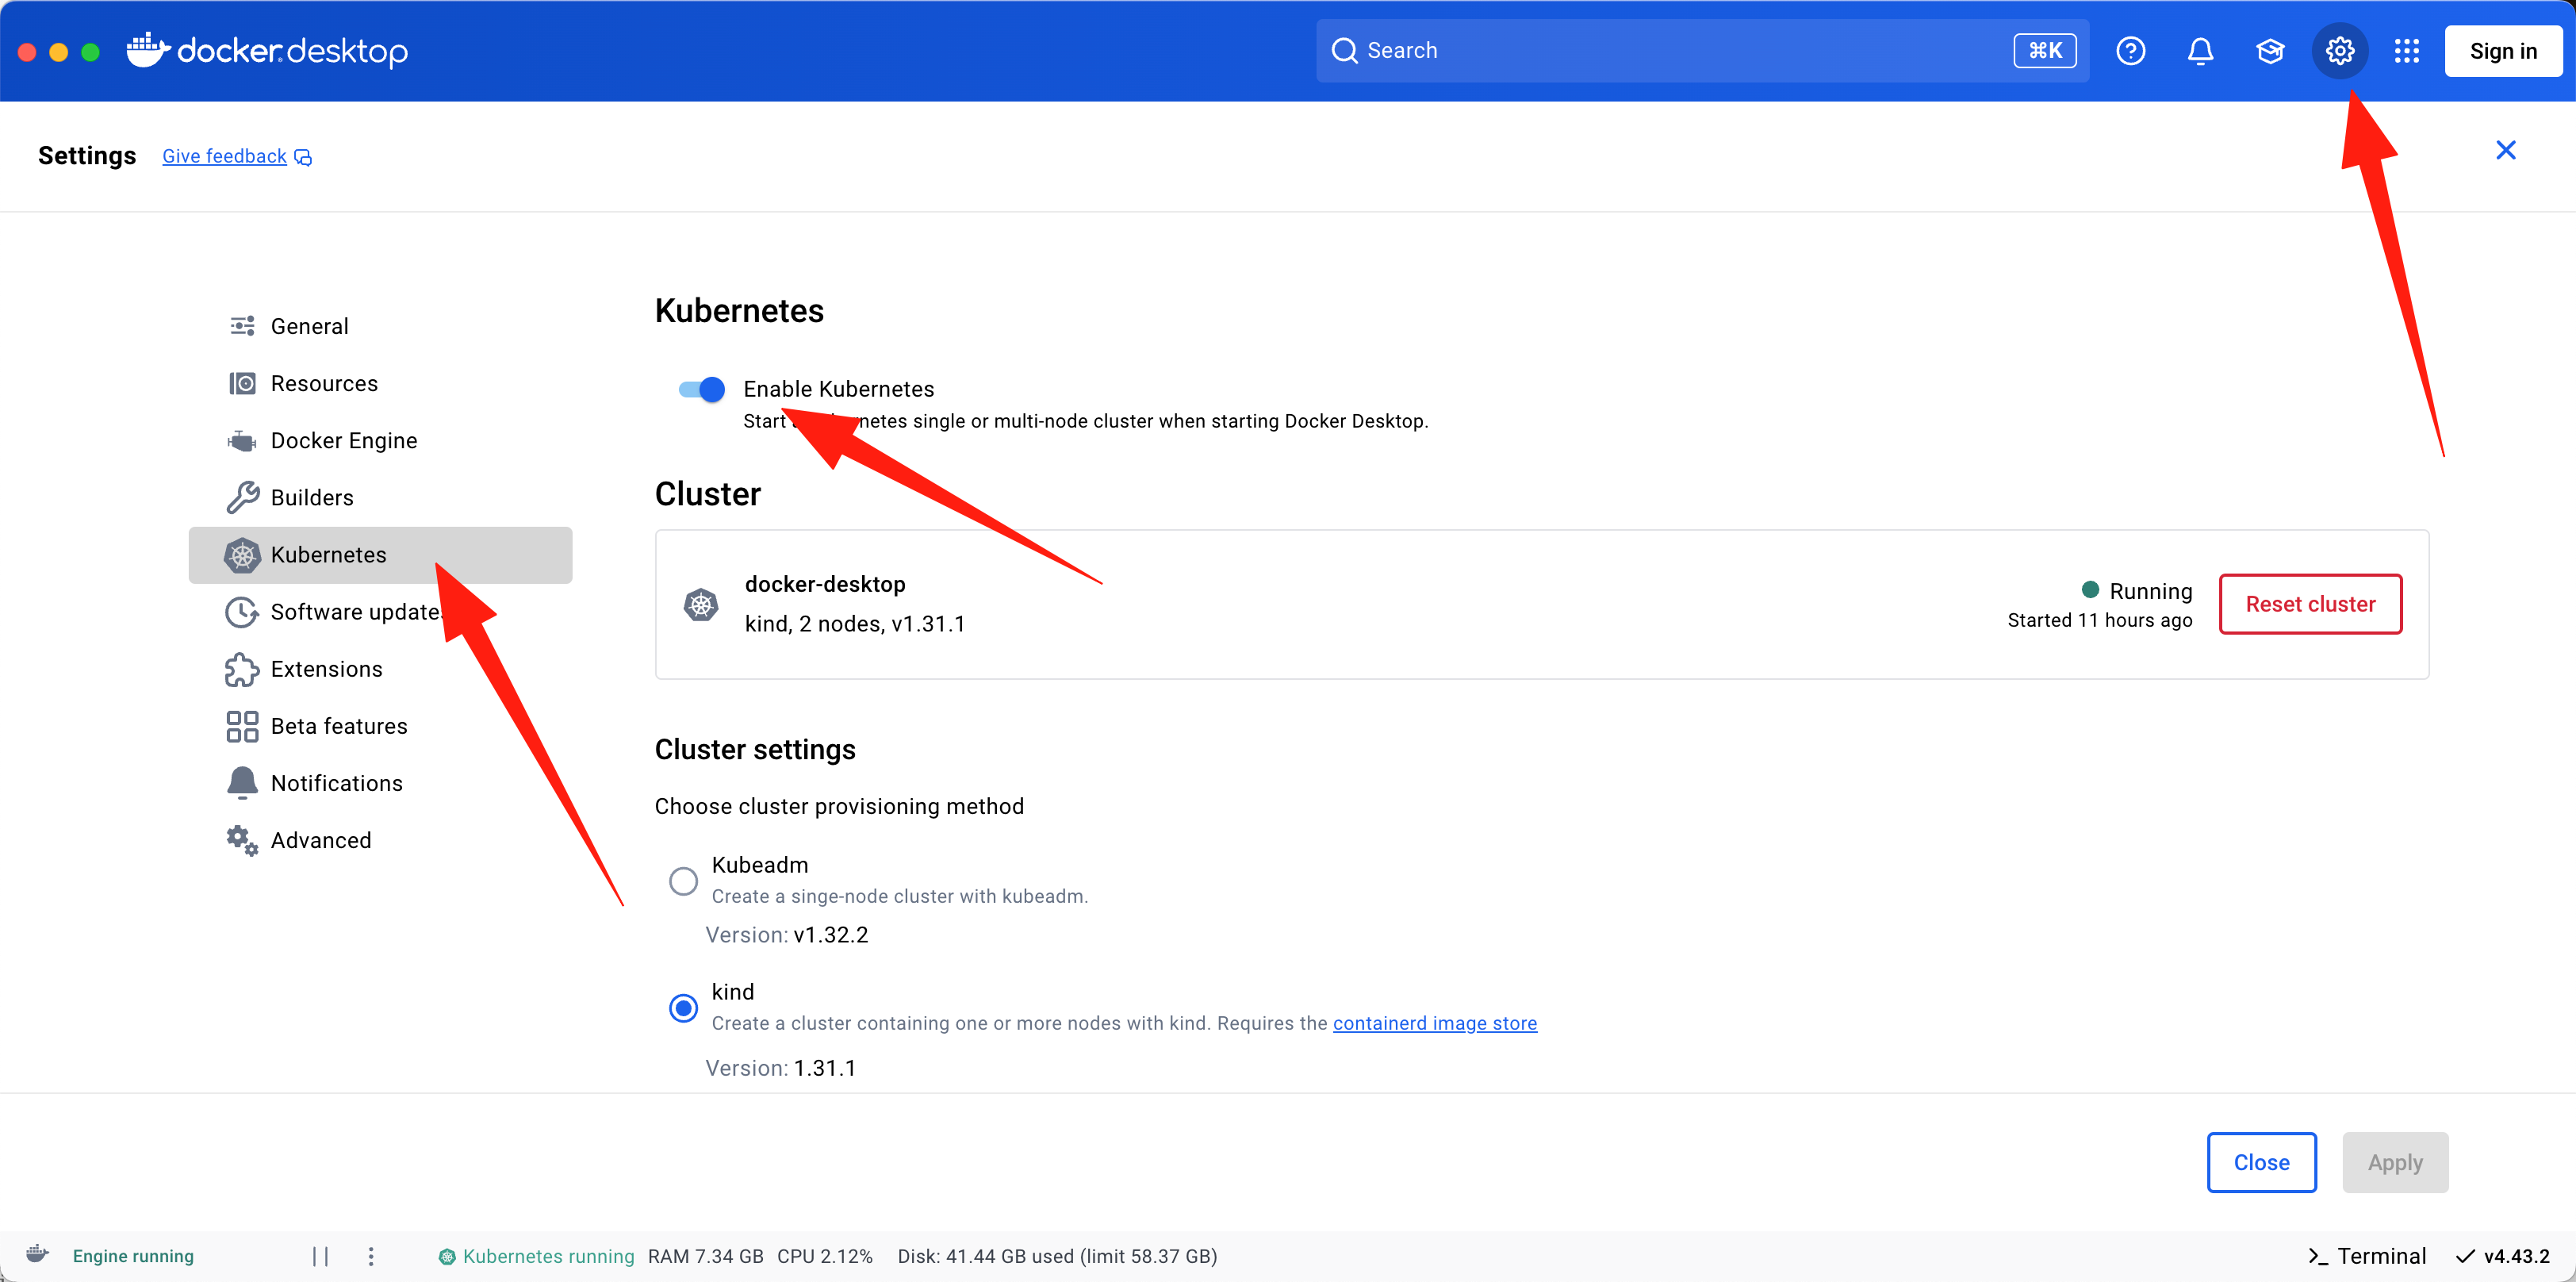 docker desktop
Search
⌘K
Sign in
Settings
Give feedback
General
Resources
Docker Engine
Builders
Kubernetes
Software
Extensions
Beta features
Notifications
Advanced
Kubernetes
Enable Kubernetes
Start single or multi-node cluster when starting Docker Desktop.
Cluster
docker-desktop
kind, 2 nodes, v1.31.1
Running
Started 11 hours ago
Reset cluster
Cluster settings
Choose cluster provisioning method
Kubeadm
Create a singe-node cluster with kubeadm.
Version: v1.32.2
kind
Create a cluster containing one or more nodes with kind. Requires the containerd image store
Version: 1.31.1
Close
Apply
Engine running
Kubernetes running
RAM 7.34 GB CPU 2.12%
Disk: 41.44 GB used (limit 58.37 GB)
Terminal
v4.43.2